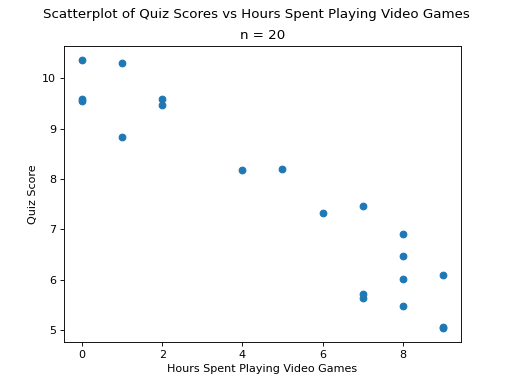 Scatterplot of Quiz Scores vs Hours Spent Playing Video Games
n = 20
10
9
8
7
6
5
Quiz Score
0 2 4 6 8
Hours Spent Playing Video Games